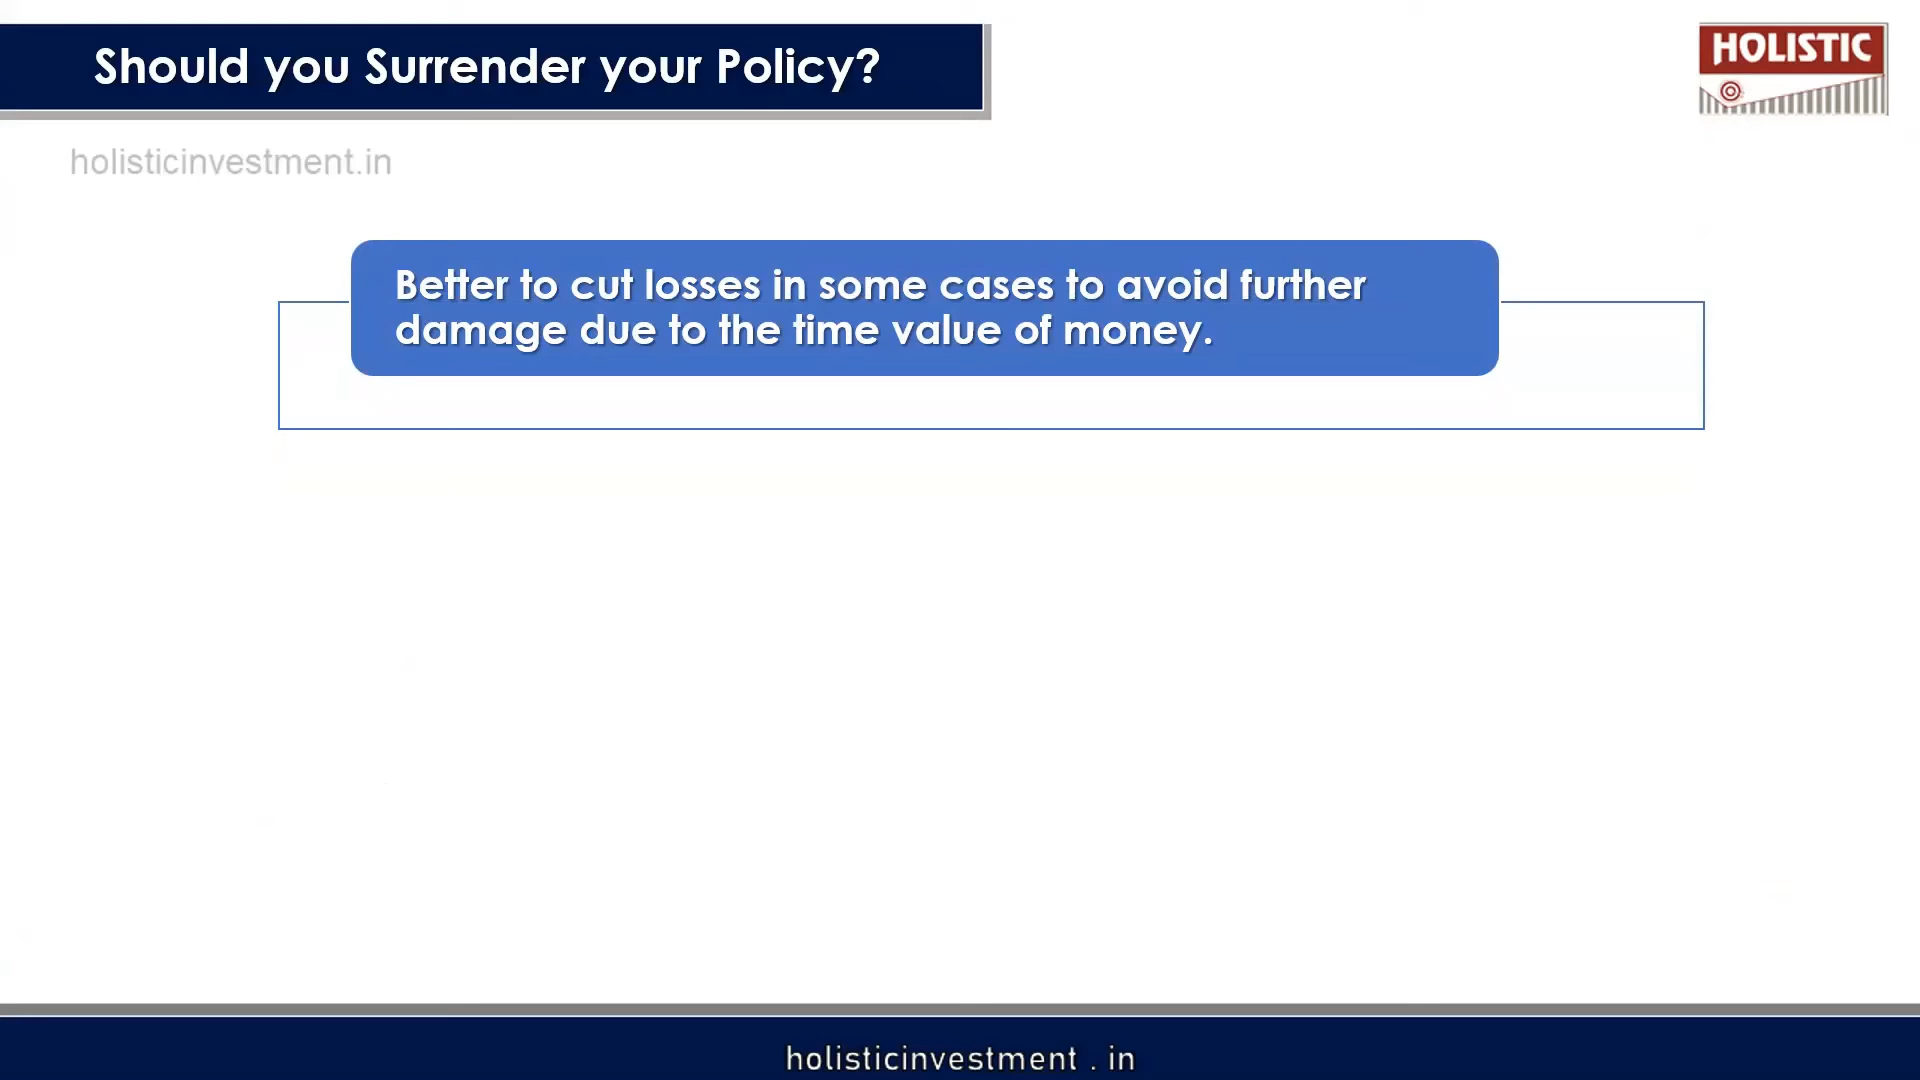 Should you Surrender your Policy?
HOLISTIC
holisticinvestment.in
Better to cut losses in some cases to avoid further
damage due to the time value of money.
holisticinvestment . in